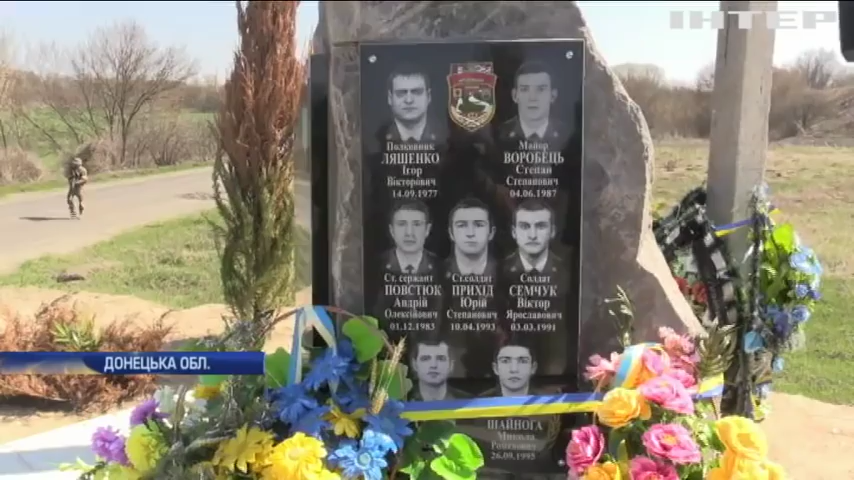 ІНТЕР
Полковник
ЛЯШЕНКО
Ігор
Вікторович
14.09.1977
Майор
ВОРОБЕЦЬ
Степан
Степанович
04.06.1987
Ст. сержант
ПОВСТЮК
Андрій
Олексійович
01.12.1983
Ст.солдат
ПРИХІД
Юрій
Степанович
10.04.1993
Солдат
СЕМЧУК
Віктор
Ярославович
03.03.1991
ШАЙНОГА
Микола
26.09.1995
ДОНЕЦЬКА ОБЛ.